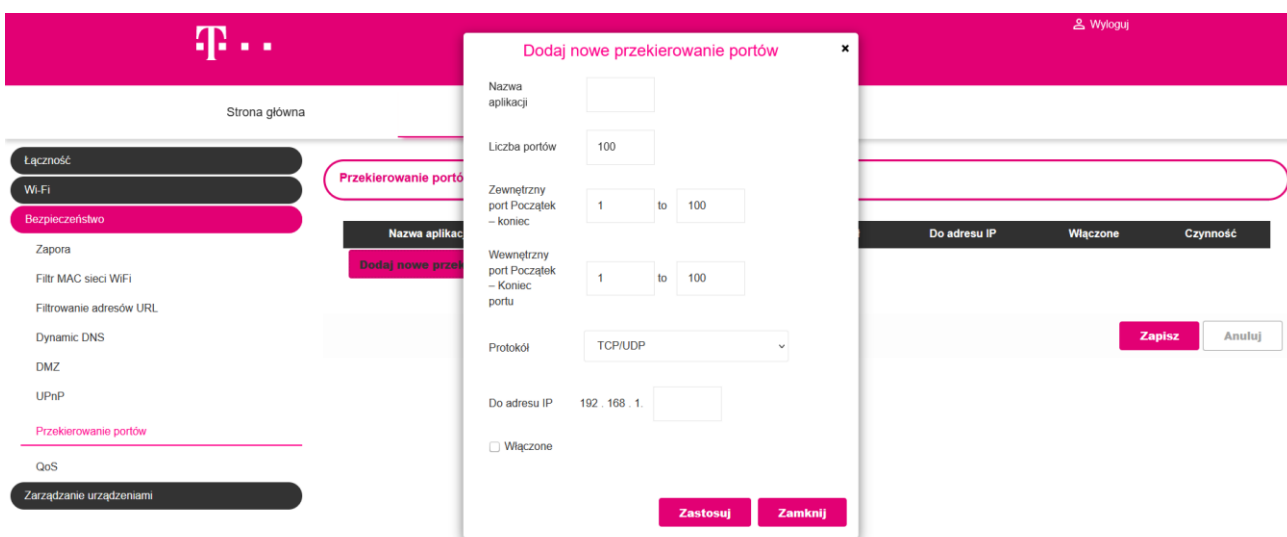 T
Wyloguj
Strona główna
Łączność
Wi-Fi
Bezpieczeństwo
Zapora
Filtr MAC sieci WiFi
Filtrowanie adresów URL
Dynamic DNS
DMZ
UPnP
Przekierowanie portów
QoS
Zarządzanie urządzeniami
Przekierowanie portó
Nazwa aplikac
Do adresu IP Włączone Czynność
Dodaj nowe przek
Zapisz Anuluj
Dodaj nowe przekierowanie portów ×
Nazwa
aplikacji
Liczba portów 100
Zewnętrzny
port Początek
– koniec
1 to 100
Wewnętrzny
port Początek
– Koniec
portu
1 to 100
Protokół TCP/UDP
Do adresu IP 192 . 168 . 1.
Włączone
Zastosuj Zamknij